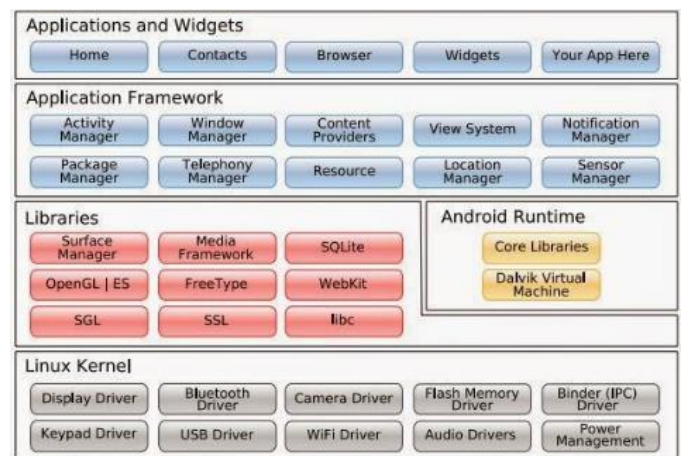 Applications and Widgets
Home
Contacts
Browser
Widgets
Your App Here
Application Framework
Activity
Manager
Window
Manager
Content
Providers
View System
Notification
Manager
Package
Manager
Telephony
Manager
Resource
Location
Manager
Sensor
Manager
Libraries
Surface
Manager
Media
Framework
SQLite
OpenGL | ES
FreeType
WebKit
SGL
SSL
libc
Android Runtime
Core Libraries
Dalvik Virtual
Machine
Linux Kernel
Display Driver
Bluetooth
Driver
Camera Driver
Flash Memory
Driver
Binder (IPC)
Driver
Keypad Driver
USB Driver
WiFi Driver
Audio Drivers
Power
Management